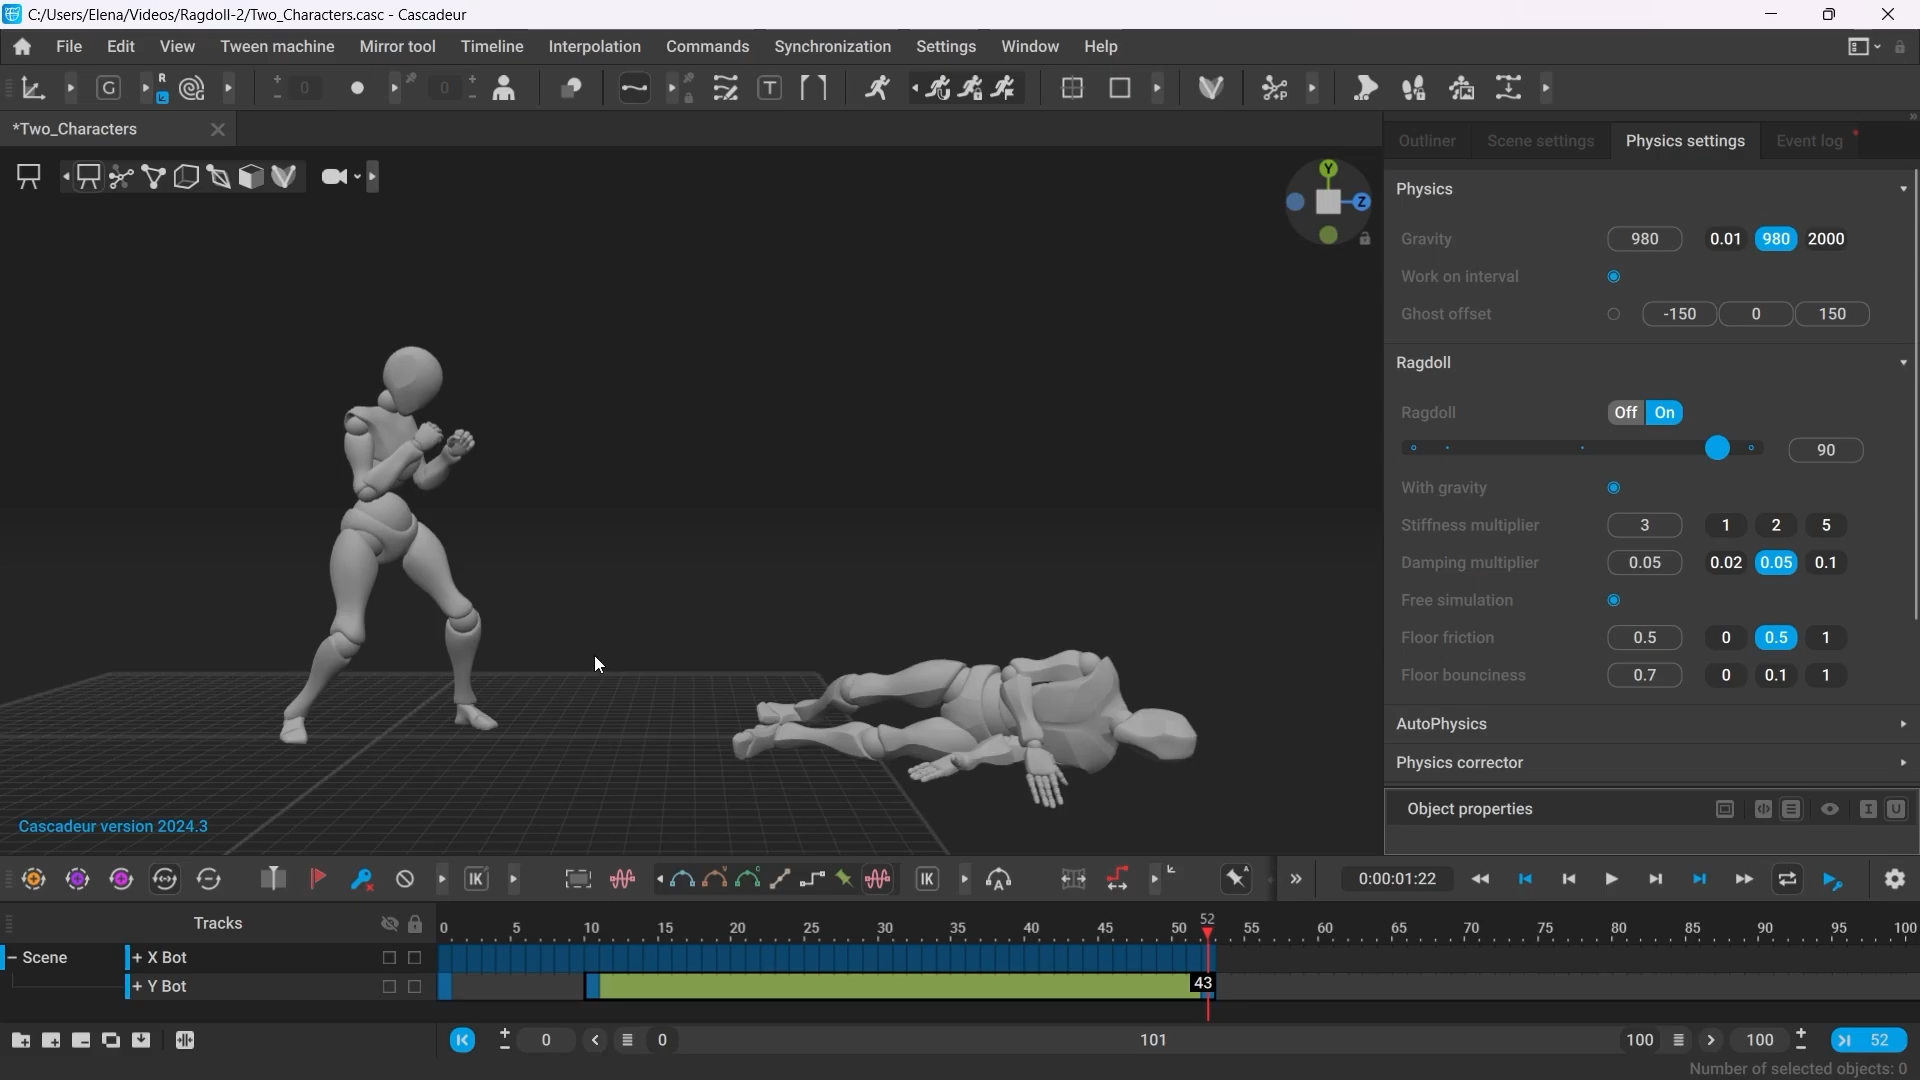 C:/Users/Elena/Videos/Ragdoll-2/Two_Characters.casc - Cascadeur
File Edit View Tween machine Mirror tool Timeline Interpolation Commands Synchronization Settings Window Help
G R 0 0 T P
*Two_Characters
Outliner Scene settings Physics settings Event log
Y
Z
Physics
Gravity 980 0.01 980 2000
Work on interval
Ghost offset -150 0 150
Ragdoll
Ragdoll Off On
90
With gravity
Stiffness multiplier 3 1 2 5
Damping multiplier 0.05 0.02 0.05 0.1
Free simulation
Floor friction 0.5 0 0.5 1
Floor bounciness 0.7 0 0.1 1
AutoPhysics
Physics corrector
Object properties I U
Cascadeur version 2024.3
IK IK A 0:00:01:22
Tracks
0 5 10 15 20 25 30 35 40 45 50 52 55 60 65 70 75 80 85 90 95 100
- Scene + X Bot
+ Y Bot 43
0 0 101 100 100 52
Number of selected objects: 0